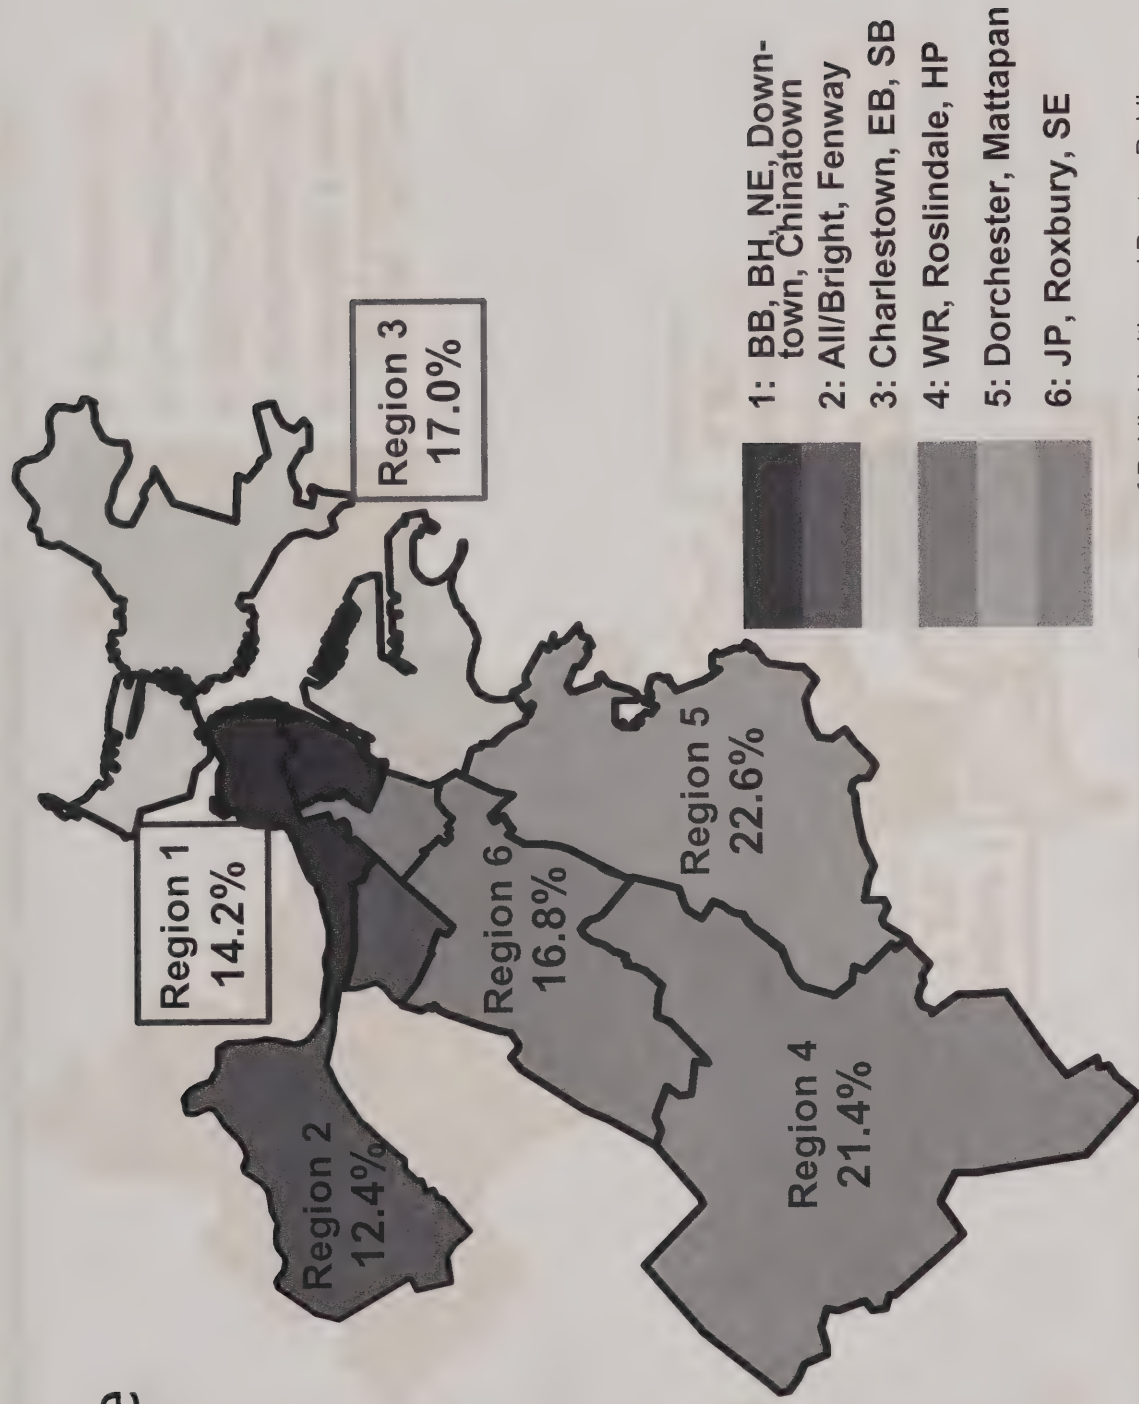 Region 1
14.2%
Region 3
17.0%
Region 2
12.4%
Region 6
16.8%
Region 5
22.6%
Region 4
21.4%
1: BB, BH, NE, Down-
town, Chinatown
2: All/Bright, Fenway
3: Charlestown, EB, SB
4: WR, Roslindale, HP
5: Dorchester, Mattapan
6: JP, Roxbury, SE